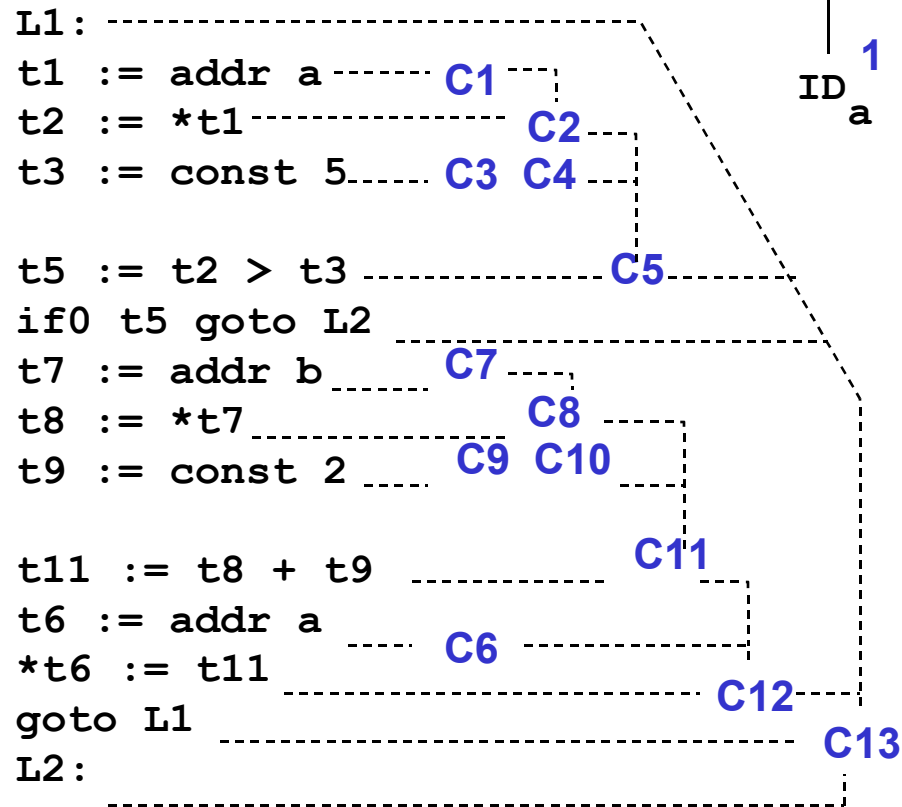 L1:
t1 := addr a C1
1
ID a
t2 := *t1 C2
t3 := const 5 C3 C4
t5 := t2 > t3 C5
if0 t5 goto L2
t7 := addr b C7
t8 := *t7 C8
t9 := const 2 C9 C10
t11 := t8 + t9 C11
t6 := addr a C6
*t6 := t11 C12
goto L1 C13
L2: